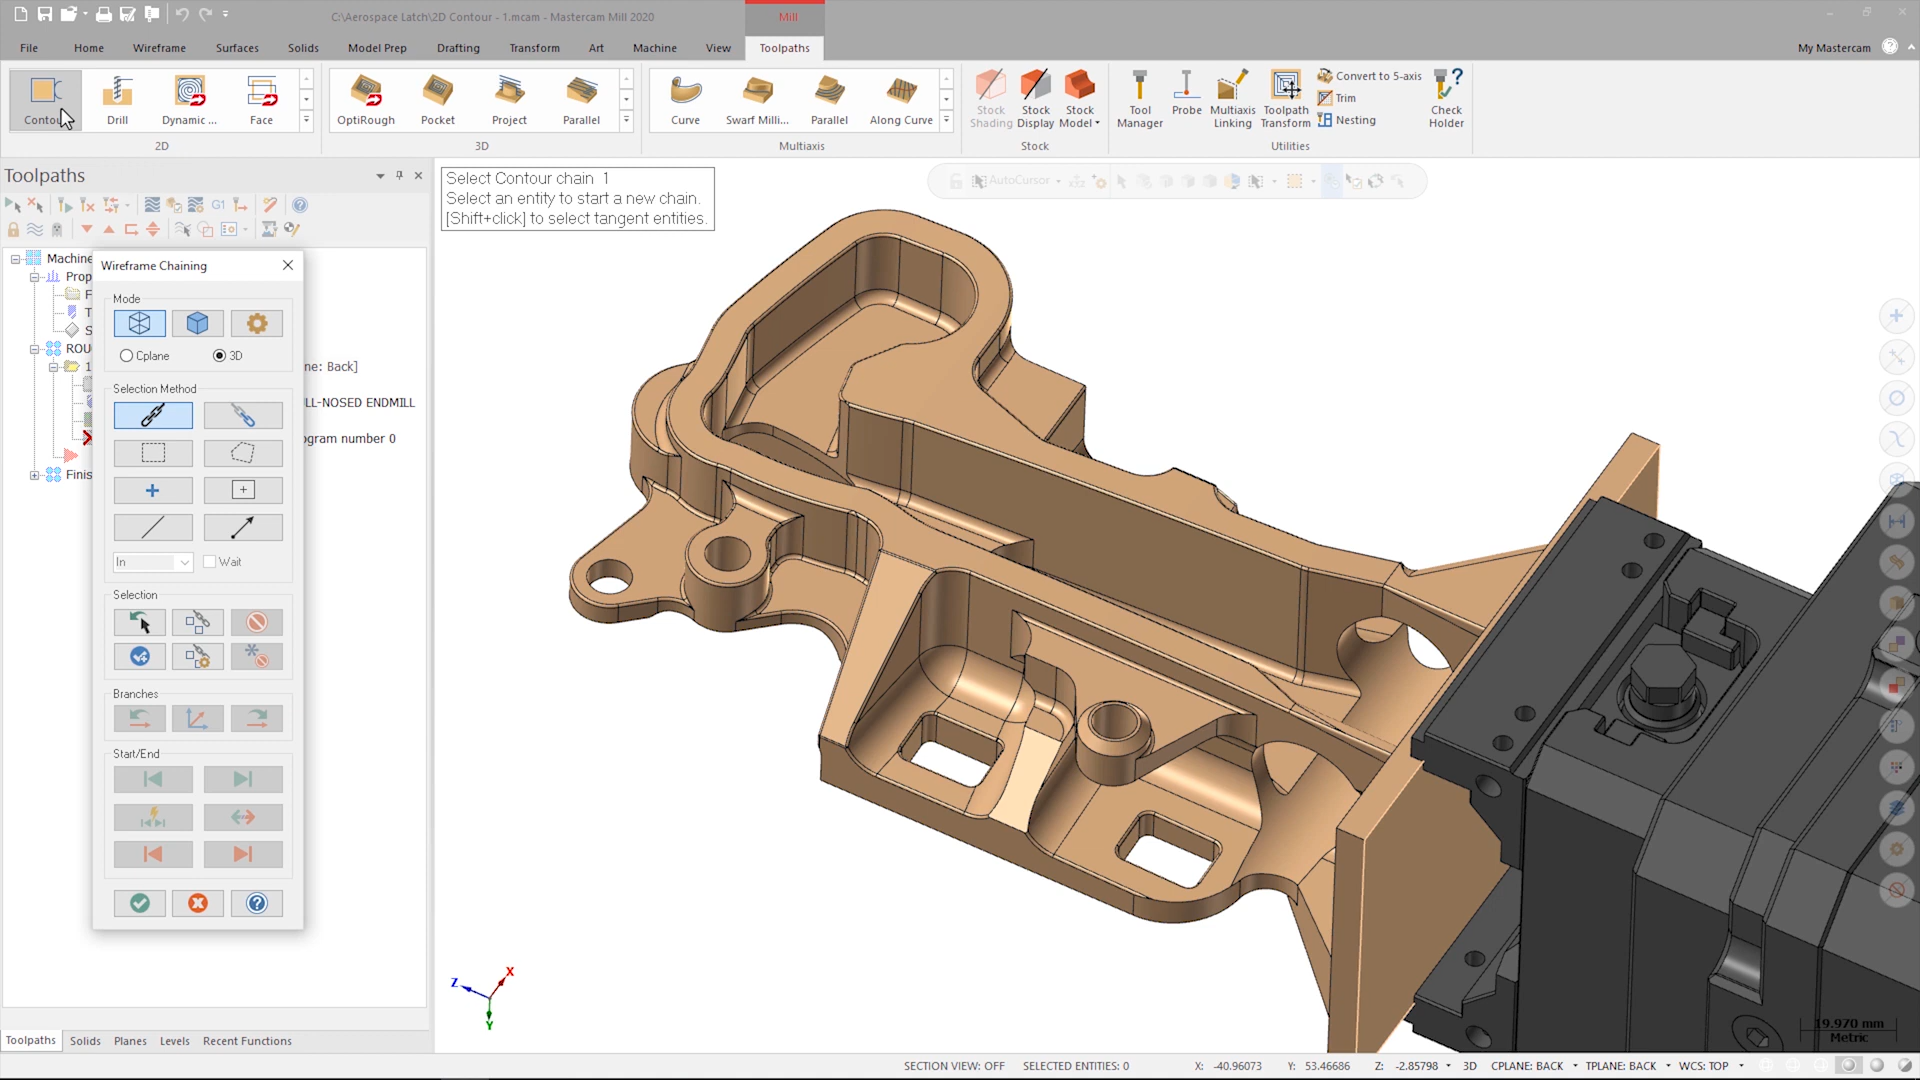 C:\Aerospace Latch\2D Contour - 1.mcam - Mastercam Mill 2020
Mill
File
Home
Wireframe
Surfaces
Solids
Model Prep
Drafting
Transform
Art
Machine
View
Toolpaths
My Mastercam
Contour
Drill
Dynamic ...
Face
2D
OptiRough
Pocket
Project
Parallel
3D
Curve
Swarf Milli...
Parallel
Along Curve
Multiaxis
Stock Shading
Stock Display
Stock Model
Stock
Tool Manager
Probe
Multiaxis Linking
Toolpath Transform
Convert to 5-axis
Trim
Nesting
Check Holder
Utilities
Toolpaths
G1
Select Contour chain 1
Select an entity to start a new chain.
[Shift+click] to select tangent entities.
AutoCursor
Machine
Prop
F
T
S
ROU
1
ne: Back]
LL-NOSED ENDMILL
ogram number 0
Finis
Wireframe Chaining
Mode
Cplane
3D
Selection Method
In
Wait
Selection
Branches
Start/End
Z
X
Y
19.970 mm
Metric
Toolpaths
Solids
Planes
Levels
Recent Functions
SECTION VIEW: OFF
SELECTED ENTITIES: 0
X: -40.96073
Y: 53.46686
Z: -2.85798
3D
CPLANE: BACK
TPLANE: BACK
WCS: TOP